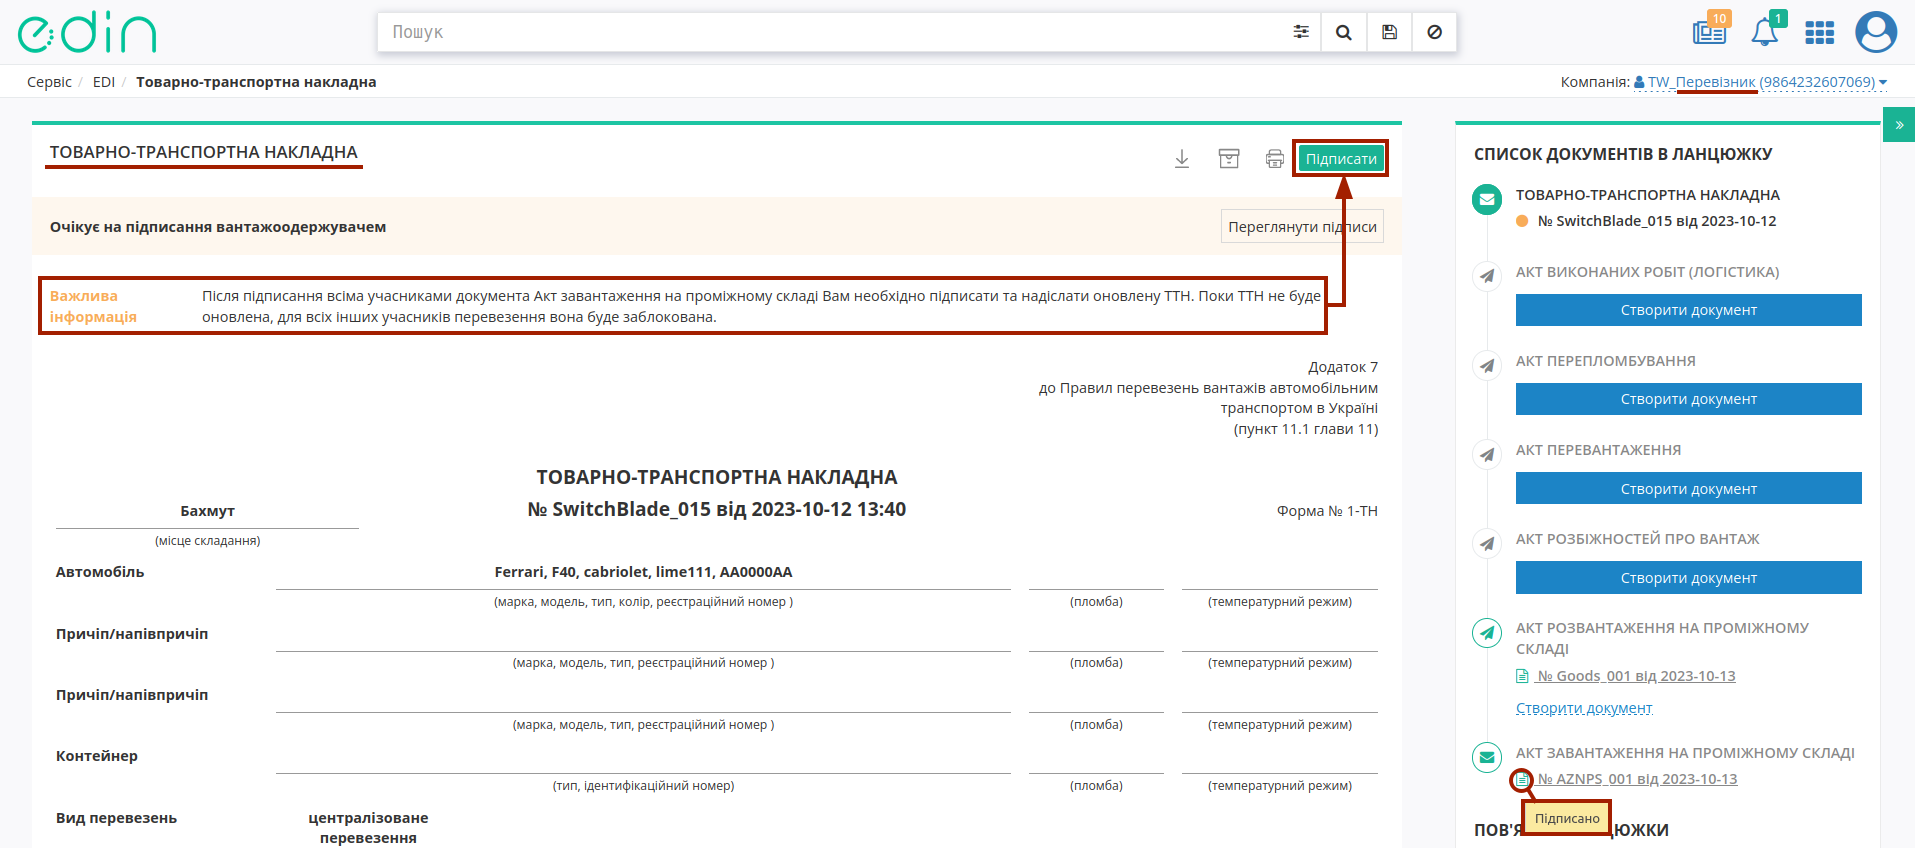 edin
Пошук
10
1
Сервіс / EDI / Товарно-транспортна накладна
Компанія: TW_Перевізник (9864232607069)
ТОВАРНО-ТРАНСПОРТНА НАКЛАДНА
Підписати
Очікує на підписання вантажоодержувачем
Переглянути підписи
Важлива інформація
Після підписання всіма учасниками документа Акт завантаження на проміжному складі Вам необхідно підписати та надіслати оновлену ТТН. Поки ТТН не буде
оновлена, для всіх інших учасників перевезення вона буде заблокована.
Додаток 7
до Правил перевезень вантажів автомобільним
транспортом в Україні
(пункт 11.1 глави 11)
ТОВАРНО-ТРАНСПОРТНА НАКЛАДНА
№ SwitchBlade_015 від 2023-10-12 13:40
Бахмут
(місце складання)
Форма № 1-ТН
Автомобіль
Ferrari, F40, cabriolet, lime111, AA0000AA
(марка, модель, тип, колір, реєстраційний номер )
(пломба)
(температурний режим)
Причіп/напівпричіп
(марка, модель, тип, реєстраційний номер )
(пломба)
(температурний режим)
Причіп/напівпричіп
(марка, модель, тип, реєстраційний номер )
(пломба)
(температурний режим)
Контейнер
(тип, ідентифікаційний номер)
(пломба)
(температурний режим)
Вид перевезень
централізоване
перевезення
»
СПИСОК ДОКУМЕНТІВ В ЛАНЦЮЖКУ
ТОВАРНО-ТРАНСПОРТНА НАКЛАДНА
№ SwitchBlade_015 від 2023-10-12
АКТ ВИКОНАНИХ РОБІТ (ЛОГІСТИКА)
Створити документ
АКТ ПЕРЕПЛОМБУВАННЯ
Створити документ
АКТ ПЕРЕВАНТАЖЕННЯ
Створити документ
АКТ РОЗБІЖНОСТЕЙ ПРО ВАНТАЖ
Створити документ
АКТ РОЗВАНТАЖЕННЯ НА ПРОМІЖНОМУ
СКЛАДІ
№ Goods_001 від 2023-10-13
Створити документ
АКТ ЗАВАНТАЖЕННЯ НА ПРОМІЖНОМУ СКЛАДІ
№ AZNPS_001 від 2023-10-13
Підписано